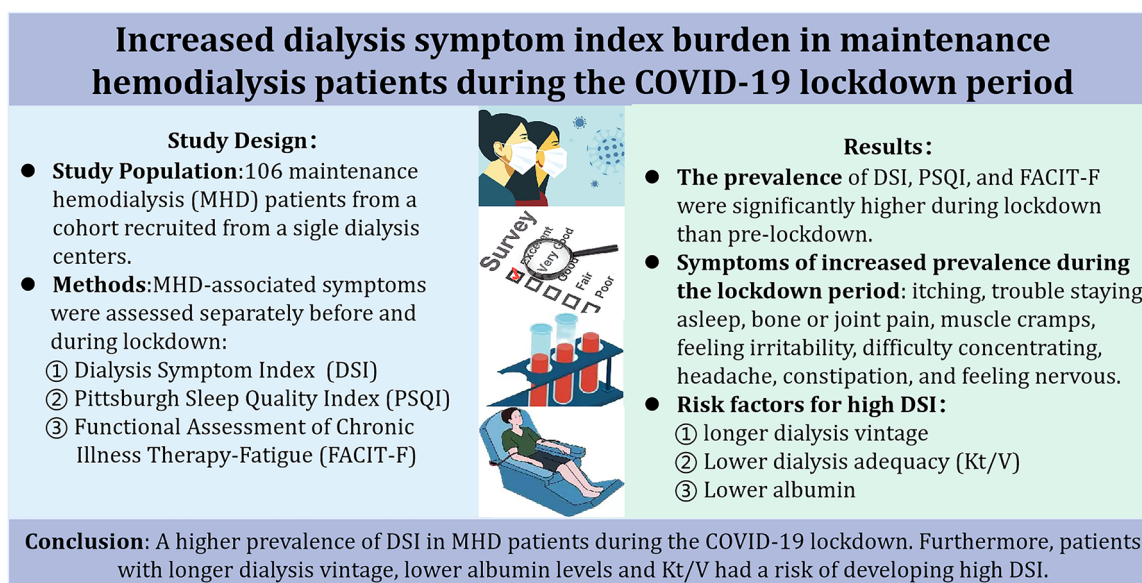 Increased dialysis symptom index burden in maintenance
hemodialysis patients during the COVID-19 lockdown period
Study Design:
● Study Population:106 maintenance
hemodialysis (MHD) patients from a
cohort recruited from a sigle dialysis
centers.
● Methods:MHD-associated symptoms
were assessed separately before and
during lockdown:
① Dialysis Symptom Index (DSI)
② Pittsburgh Sleep Quality Index (PSQI)
③ Functional Assessment of Chronic
Illness Therapy-Fatigue (FACIT-F)
Survey
Excellent
Very Good
Good
Fair
Poor
Results:
● The prevalence of DSI, PSQI, and FACIT-F
were significantly higher during lockdown
than pre-lockdown.
● Symptoms of increased prevalence during
the lockdown period: itching, trouble staying
asleep, bone or joint pain, muscle cramps,
feeling irritability, difficulty concentrating,
headache, constipation, and feeling nervous.
● Risk factors for high DSI:
① longer dialysis vintage
② Lower dialysis adequacy (Kt/V)
③ Lower albumin
Conclusion: A higher prevalence of DSI in MHD patients during the COVID-19 lockdown. Furthermore, patients
with longer dialysis vintage, lower albumin levels and Kt/V had a risk of developing high DSI.